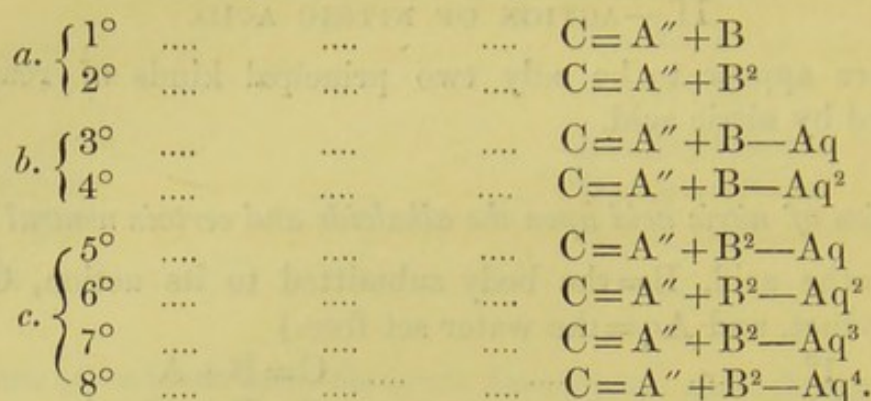 a. { 1° .... .... .... C=A″+B
2° .... .... .... C=A″+B²
b. { 3° .... .... .... C=A″+B—Aq
4° .... .... .... C=A″+B—Aq²
c. { 5° .... .... .... C=A″+B²—Aq
6° .... .... .... C=A″+B²—Aq²
7° .... .... .... C=A″+B²—Aq³
8° .... .... .... C=A″+B²—Aq⁴.